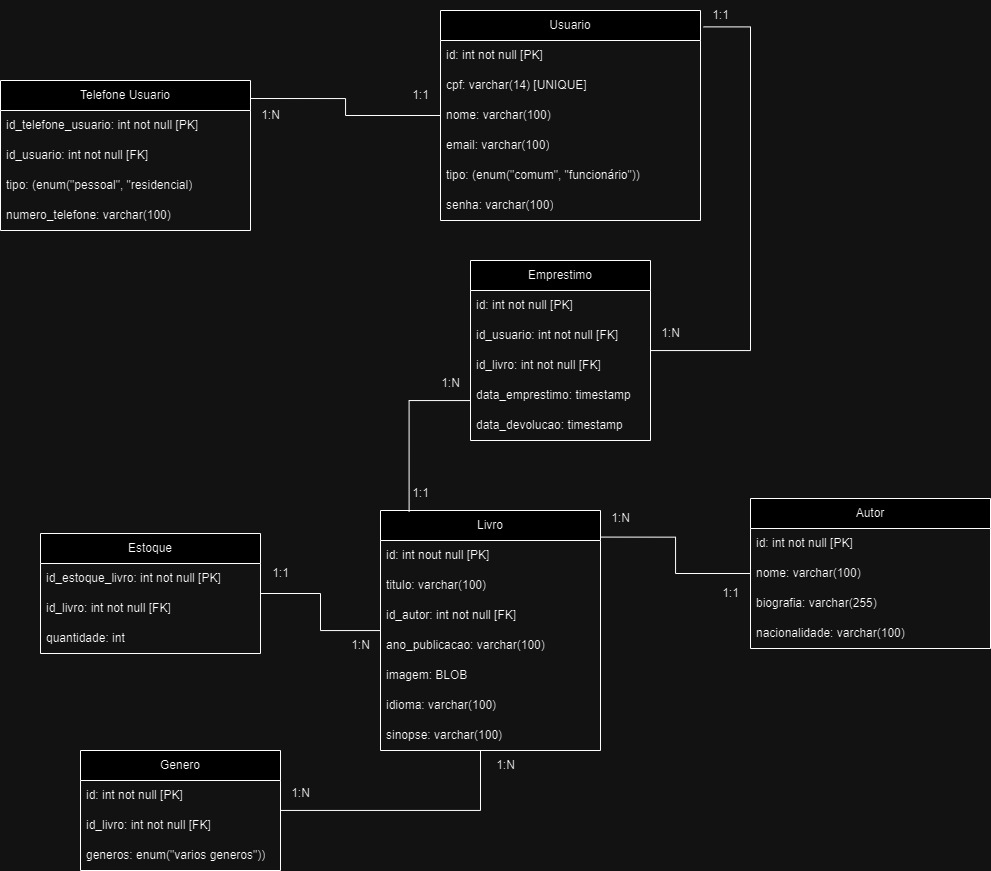 Usuario
id: int not null [PK]
cpf: varchar(14) [UNIQUE]
nome: varchar(100)
email: varchar(100)
tipo: (enum("comum", "funcionário"))
senha: varchar(100)
1:1
Telefone Usuario
id_telefone_usuario: int not null [PK]
id_usuario: int not null [FK]
tipo: (enum("pessoal", "residencial)
numero_telefone: varchar(100)
1:N
1:1
Emprestimo
id: int not null [PK]
id_usuario: int not null [FK]
id_livro: int not null [FK]
data_emprestimo: timestamp
data_devolucao: timestamp
1:N
1:N
1:1
Livro
id: int nout null [PK]
titulo: varchar(100)
id_autor: int not null [FK]
ano_publicacao: varchar(100)
imagem: BLOB
idioma: varchar(100)
sinopse: varchar(100)
1:N
1:1
Autor
id: int not null [PK]
nome: varchar(100)
biografia: varchar(255)
nacionalidade: varchar(100)
Estoque
id_estoque_livro: int not null [PK]
id_livro: int not null [FK]
quantidade: int
1:1
1:N
Genero
id: int not null [PK]
id_livro: int not null [FK]
generos: enum("varios generos"))
1:N
1:N